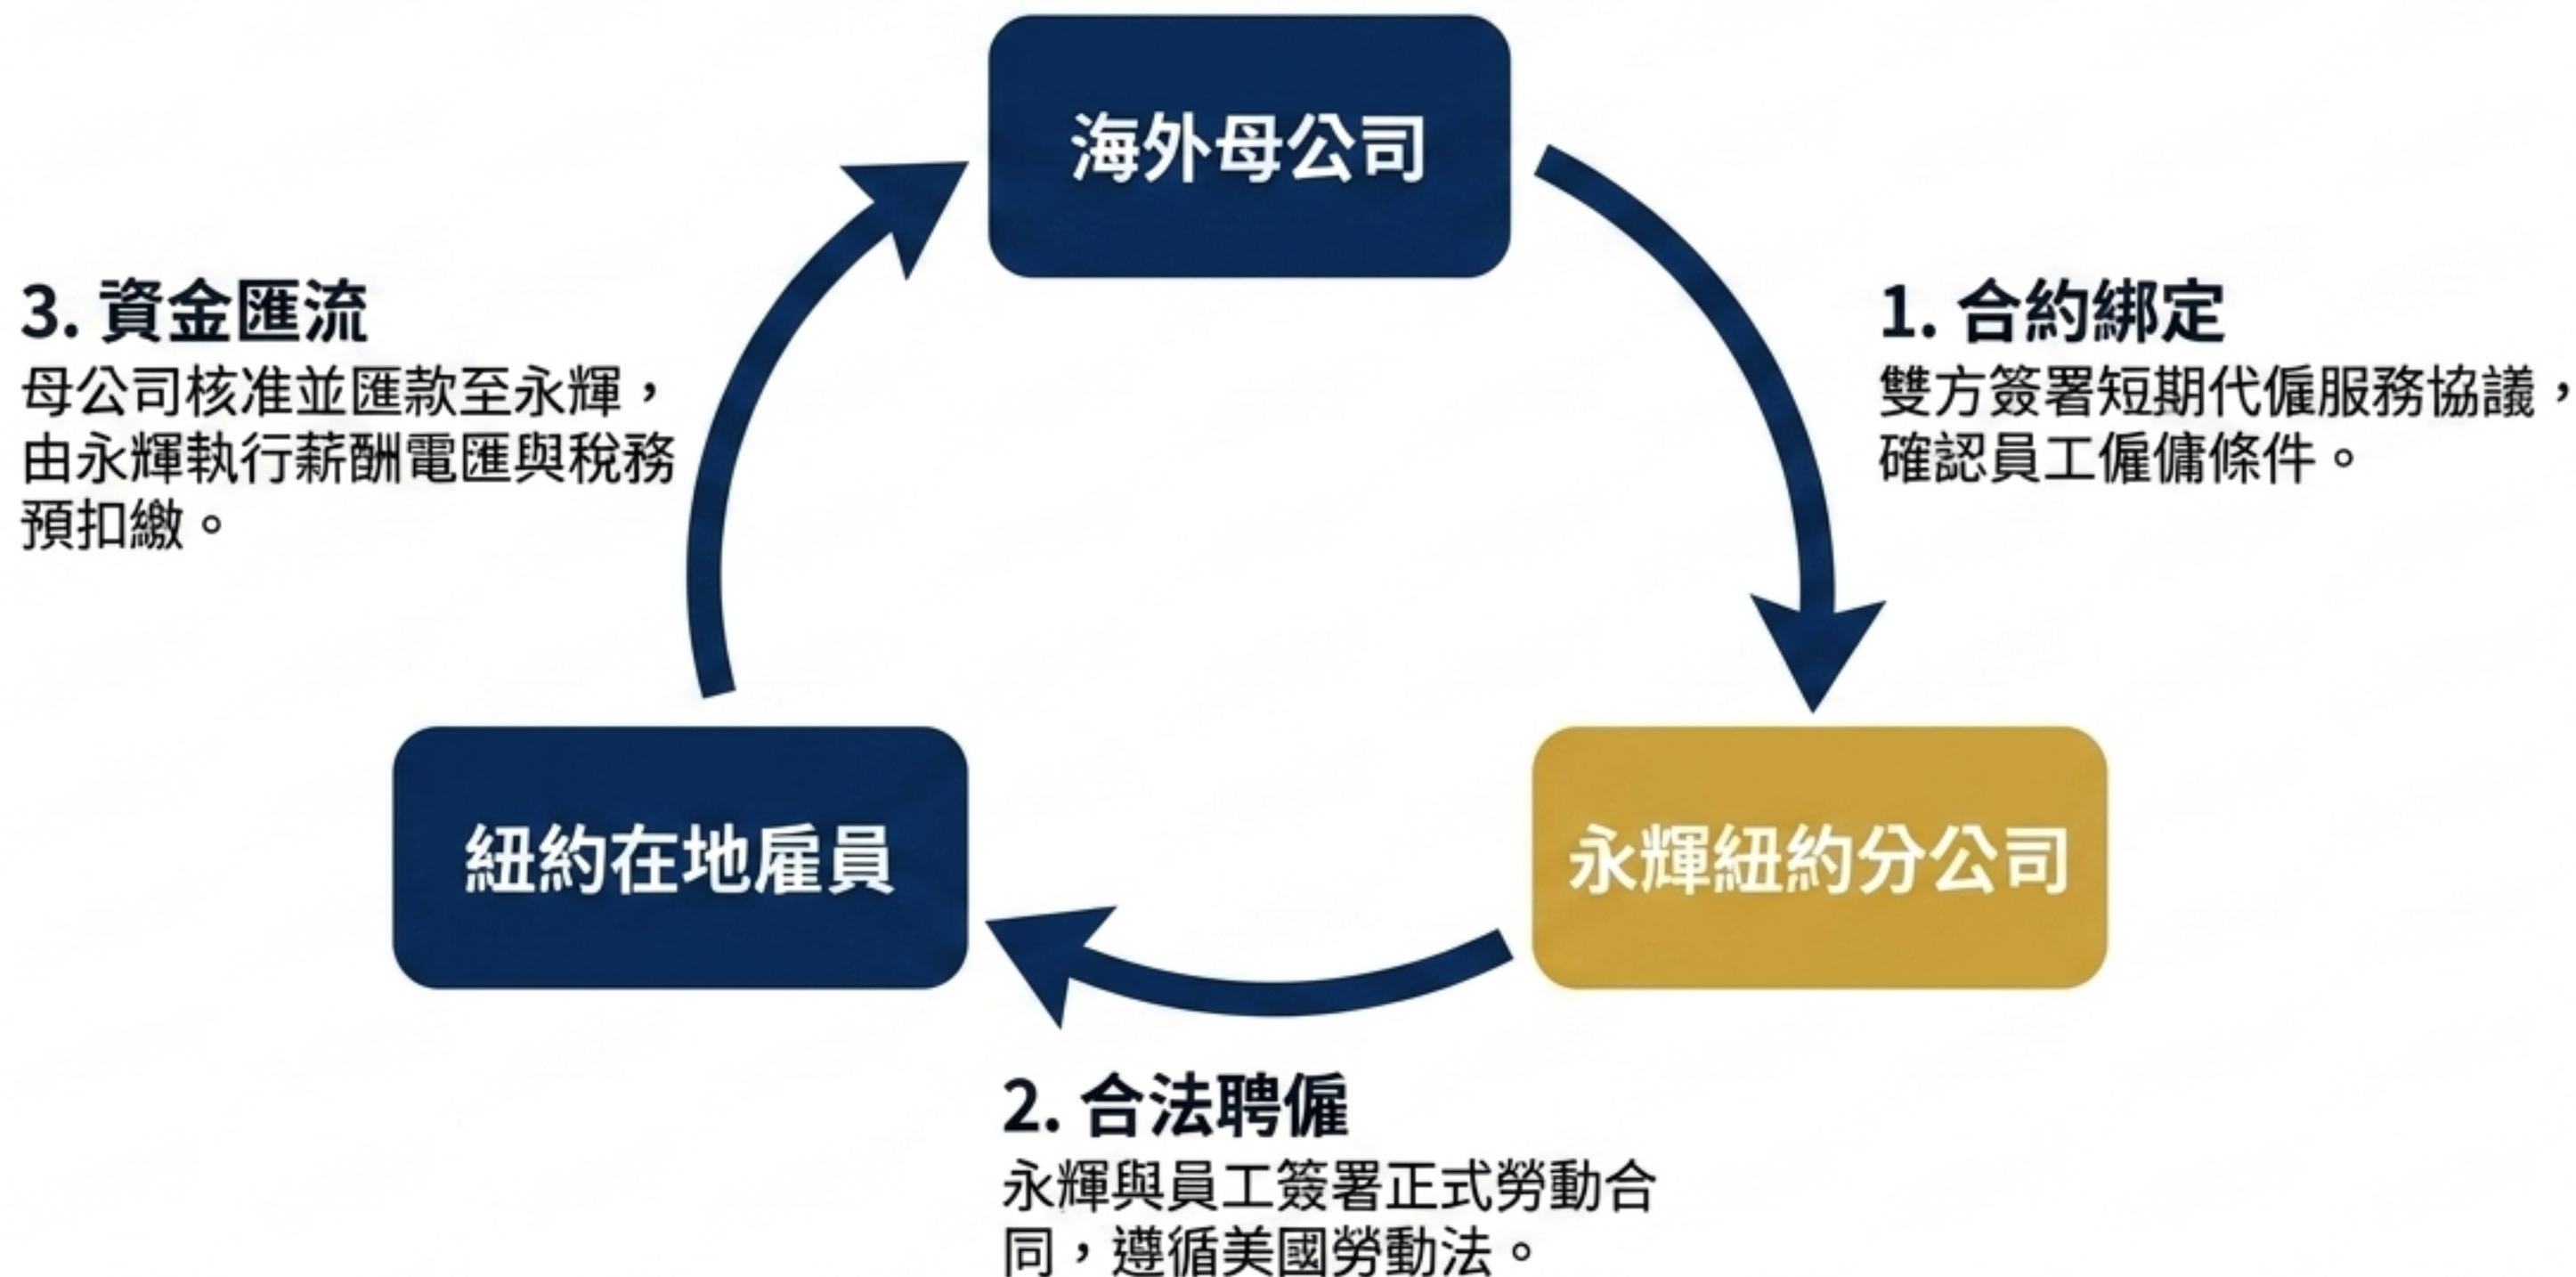 海外母公司
1. 合約綁定
雙方簽署短期代僱服務協議，
確認員工僱傭條件。
3. 資金匯流
母公司核准並匯款至永輝，
由永輝執行薪酬電匯與稅務
預扣繳。
紐約在地雇員
永輝紐約分公司
2. 合法聘僱
永輝與員工簽署正式勞動合
同，遵循美國勞動法。